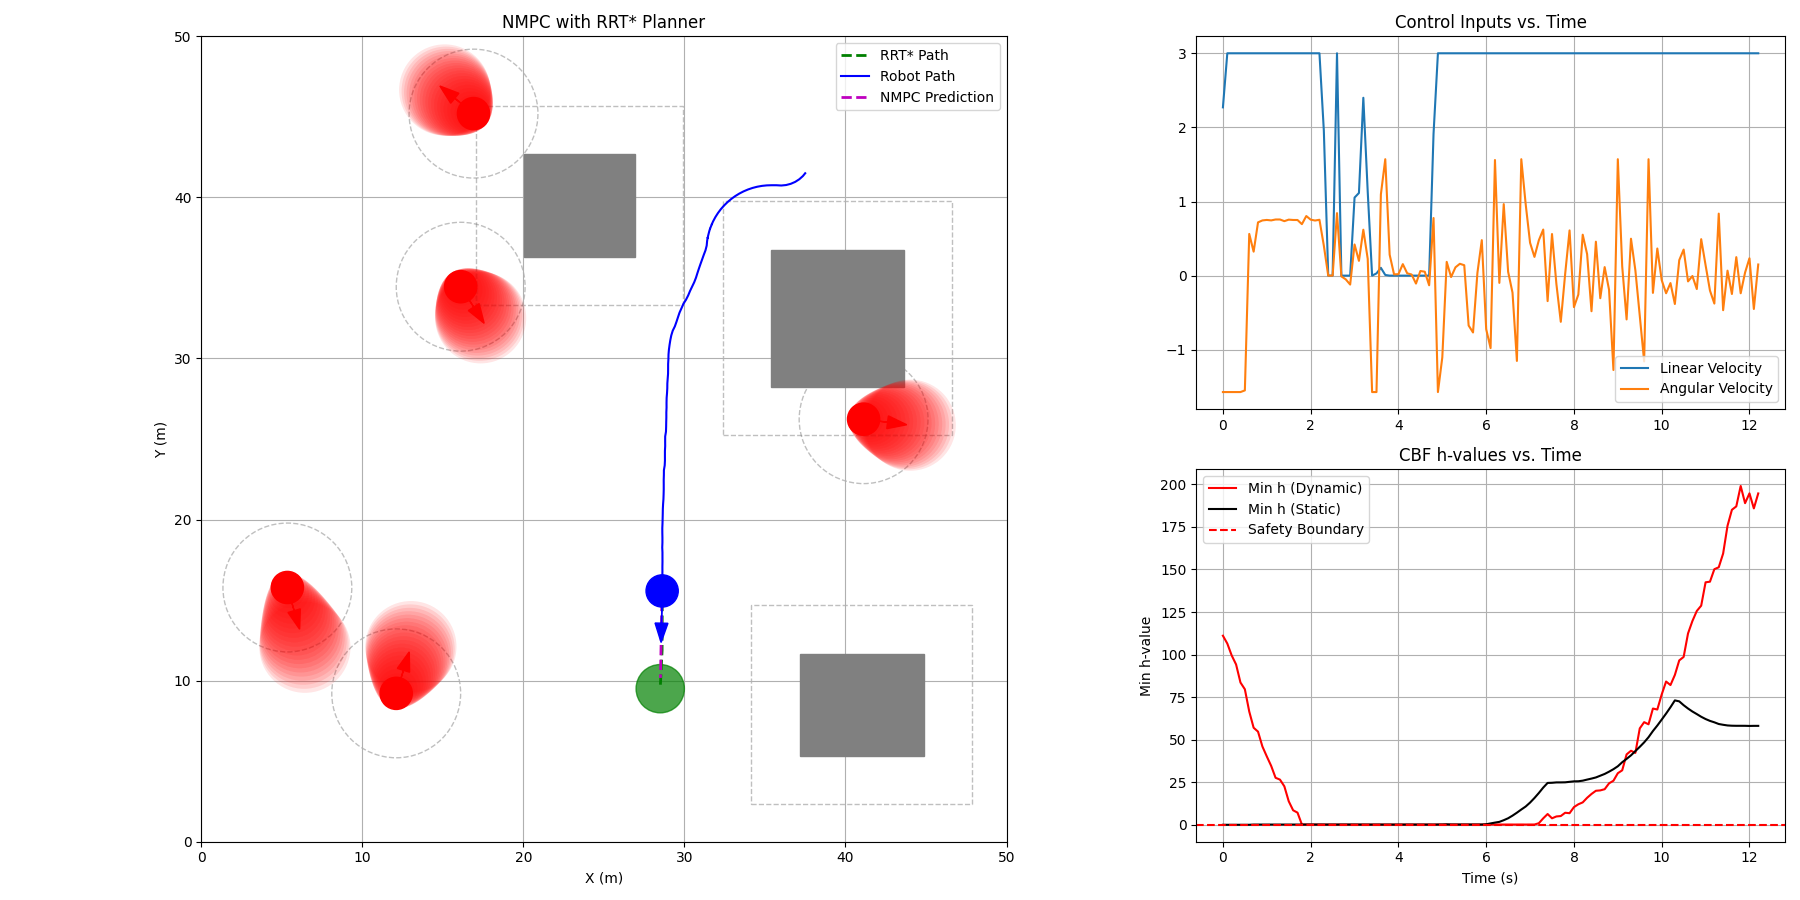 NMPC with RRT* Planner
50
40
30
20
10
0
Y (m)
0 10 20 30 40 50
X (m)
RRT* Path
Robot Path
NMPC Prediction
Control Inputs vs. Time
3
2
1
0
−1
0 2 4 6 8 10 12
Linear Velocity
Angular Velocity
CBF h-values vs. Time
200
175
150
125
100
75
50
25
0
Min h-value
Min h (Dynamic)
Min h (Static)
Safety Boundary
0 2 4 6 8 10 12
Time (s)